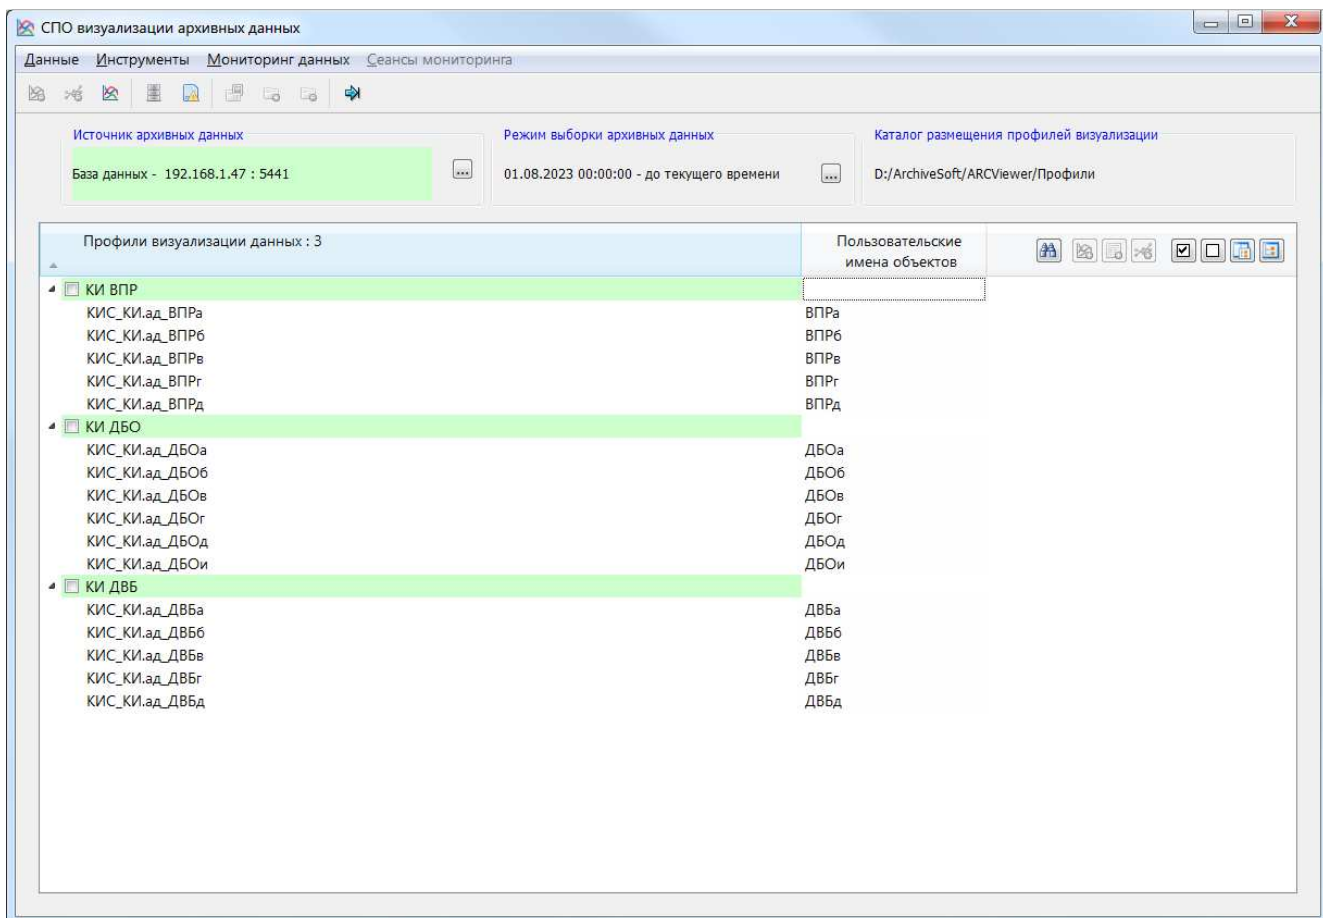 СПО визуализации архивных данных
Данные Инструменты Мониторинг данных Сеансы мониторинга
Источник архивных данных Режим выборки архивных данных Каталог размещения профилей визуализации
База данных - 192.168.1.47 : 5441 ... 01.08.2023 00:00:00 - до текущего времени ... D:/ArchiveSoft/ARCViewer/Профили
Профили визуализации данных : 3 Пользовательские
имена объектов
КИ ВПР
КИС_КИ.ад_ВПРа ВПРа
КИС_КИ.ад_ВПРб ВПРб
КИС_КИ.ад_ВПРв ВПРв
КИС_КИ.ад_ВПРг ВПРг
КИС_КИ.ад_ВПРд ВПРд
КИ ДБО
КИС_КИ.ад_ДБОа ДБОа
КИС_КИ.ад_ДБОб ДБОб
КИС_КИ.ад_ДБОв ДБОв
КИС_КИ.ад_ДБОг ДБОг
КИС_КИ.ад_ДБОд ДБОд
КИС_КИ.ад_ДБОи ДБОи
КИ ДВБ
КИС_КИ.ад_ДВБа ДВБа
КИС_КИ.ад_ДВБб ДВБб
КИС_КИ.ад_ДВБв ДВБв
КИС_КИ.ад_ДВБг ДВБг
КИС_КИ.ад_ДВБд ДВБд